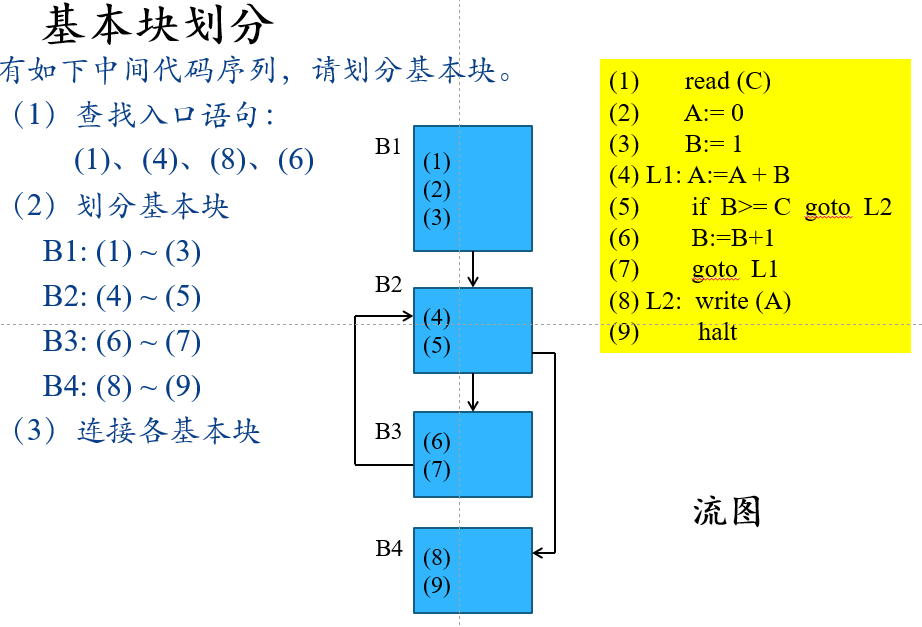 基本块划分
有如下中间代码序列，请划分基本块。
（1）查找入口语句：
(1)、(4)、(8)、(6)
（2）划分基本块
B1: (1) ~ (3)
B2: (4) ~ (5)
B3: (6) ~ (7)
B4: (8) ~ (9)
（3）连接各基本块
B1
(1)
(2)
(3)
B2
(4)
(5)
B3
(6)
(7)
B4
(8)
(9)
(1) read (C)
(2) A:= 0
(3) B:= 1
(4) L1: A:=A + B
(5) if B>= C goto L2
(6) B:=B+1
(7) goto L1
(8) L2: write (A)
(9) halt
流图